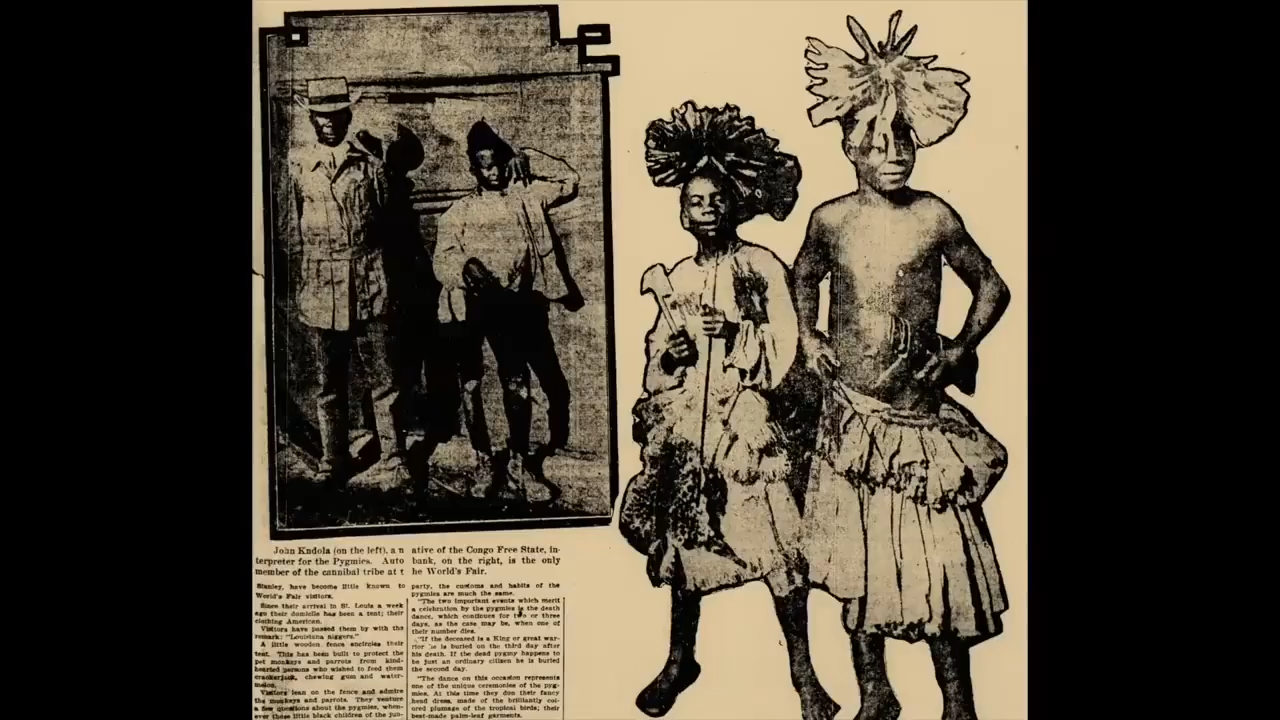 John Kndola (on the left), a n ative of the Congo Free State, in-
terpreter for the Pygmies. Auto bank, on the right, is the only
member of the cannibal tribe at t he World's Fair.
Stanley, have become little known to
World's Fair visitors.
Since their arrival in St. Louis a week
ago their domicile has been a tent; their
clothing American.
Visitors have passed them by with the
remark: "Louisiana niggers."
A little wooden fence encircles their
tent. This has been built to protect the
pet monkeys and parrots from kind-
hearted persons who wished to feed them
crackerjack, chewing gum and water-
melon.
Visitors lean on the fence and admire
the monkeys and parrots. They venture
a few questions about the pygmies, when-
ever these little black children of the jun-
party, the customs and habits of the
pygmies are much the same.
"The two important events which merit
a celebration by the pygmies is the death
dance, which continues for two or three
days, as the case may be, when one of
their number dies.
"If the deceased is a King or great war-
rior he is buried on the third day after
his death. If the dead pygmy happens to
be just an ordinary citizen he is buried
the second day.
"The dance on this occasion represents
one of the unique ceremonies of the pyg-
mies. At this time they don their fancy
head dress, made of the brilliantly col-
ored plumage of the tropical birds; their
best-made palm-leaf garments.